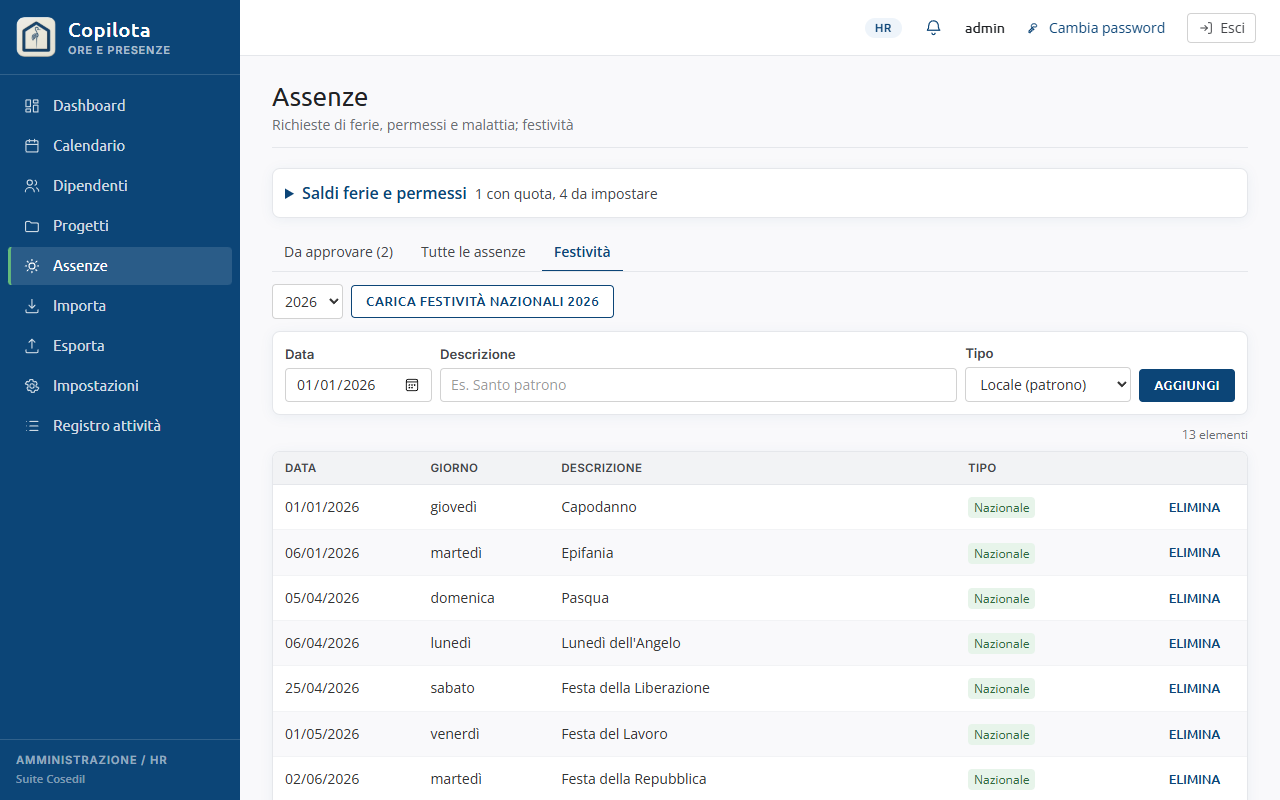 Copilota
ORE E PRESENZE
HR
admin
Cambia password
Esci
Dashboard
Calendario
Dipendenti
Progetti
Assenze
Importa
Esporta
Impostazioni
Registro attività
AMMINISTRAZIONE / HR
Suite Cosedil
Assenze
Richieste di ferie, permessi e malattia; festività
Saldi ferie e permessi 1 con quota, 4 da impostare
Da approvare (2) Tutte le assenze Festività
2026 CARICA FESTIVITÀ NAZIONALI 2026
Data Descrizione Tipo
01/01/2026 Es. Santo patrono Locale (patrono) AGGIUNGI
13 elementi
DATA GIORNO DESCRIZIONE TIPO
01/01/2026 giovedì Capodanno Nazionale ELIMINA
06/01/2026 martedì Epifania Nazionale ELIMINA
05/04/2026 domenica Pasqua Nazionale ELIMINA
06/04/2026 lunedì Lunedì dell'Angelo Nazionale ELIMINA
25/04/2026 sabato Festa della Liberazione Nazionale ELIMINA
01/05/2026 venerdì Festa del Lavoro Nazionale ELIMINA
02/06/2026 martedì Festa della Repubblica Nazionale ELIMINA